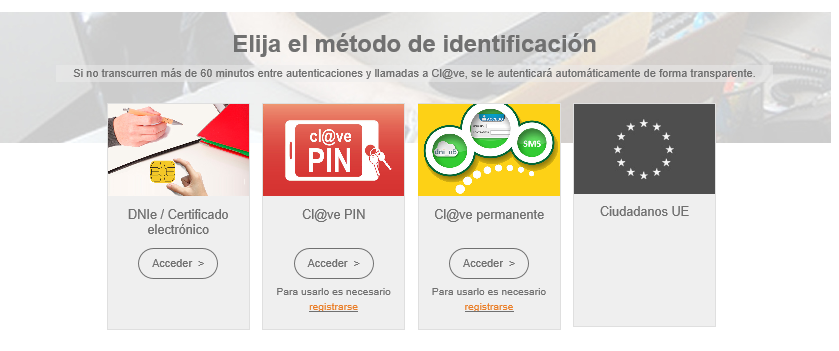 Elija el método de identificación
Si no transcurren más de 60 minutos entre autenticaciones y llamadas a Cl@ve, se le autenticará automáticamente de forma transparente.
DNIe / Certificado
electrónico
Acceder >
cl@ve
PIN
Cl@ve PIN
Acceder >
Para usarlo es necesario
registrarse
ACCESO
SMS
Cl@ve permanente
Acceder >
Para usarlo es necesario
registrarse
Ciudadanos UE